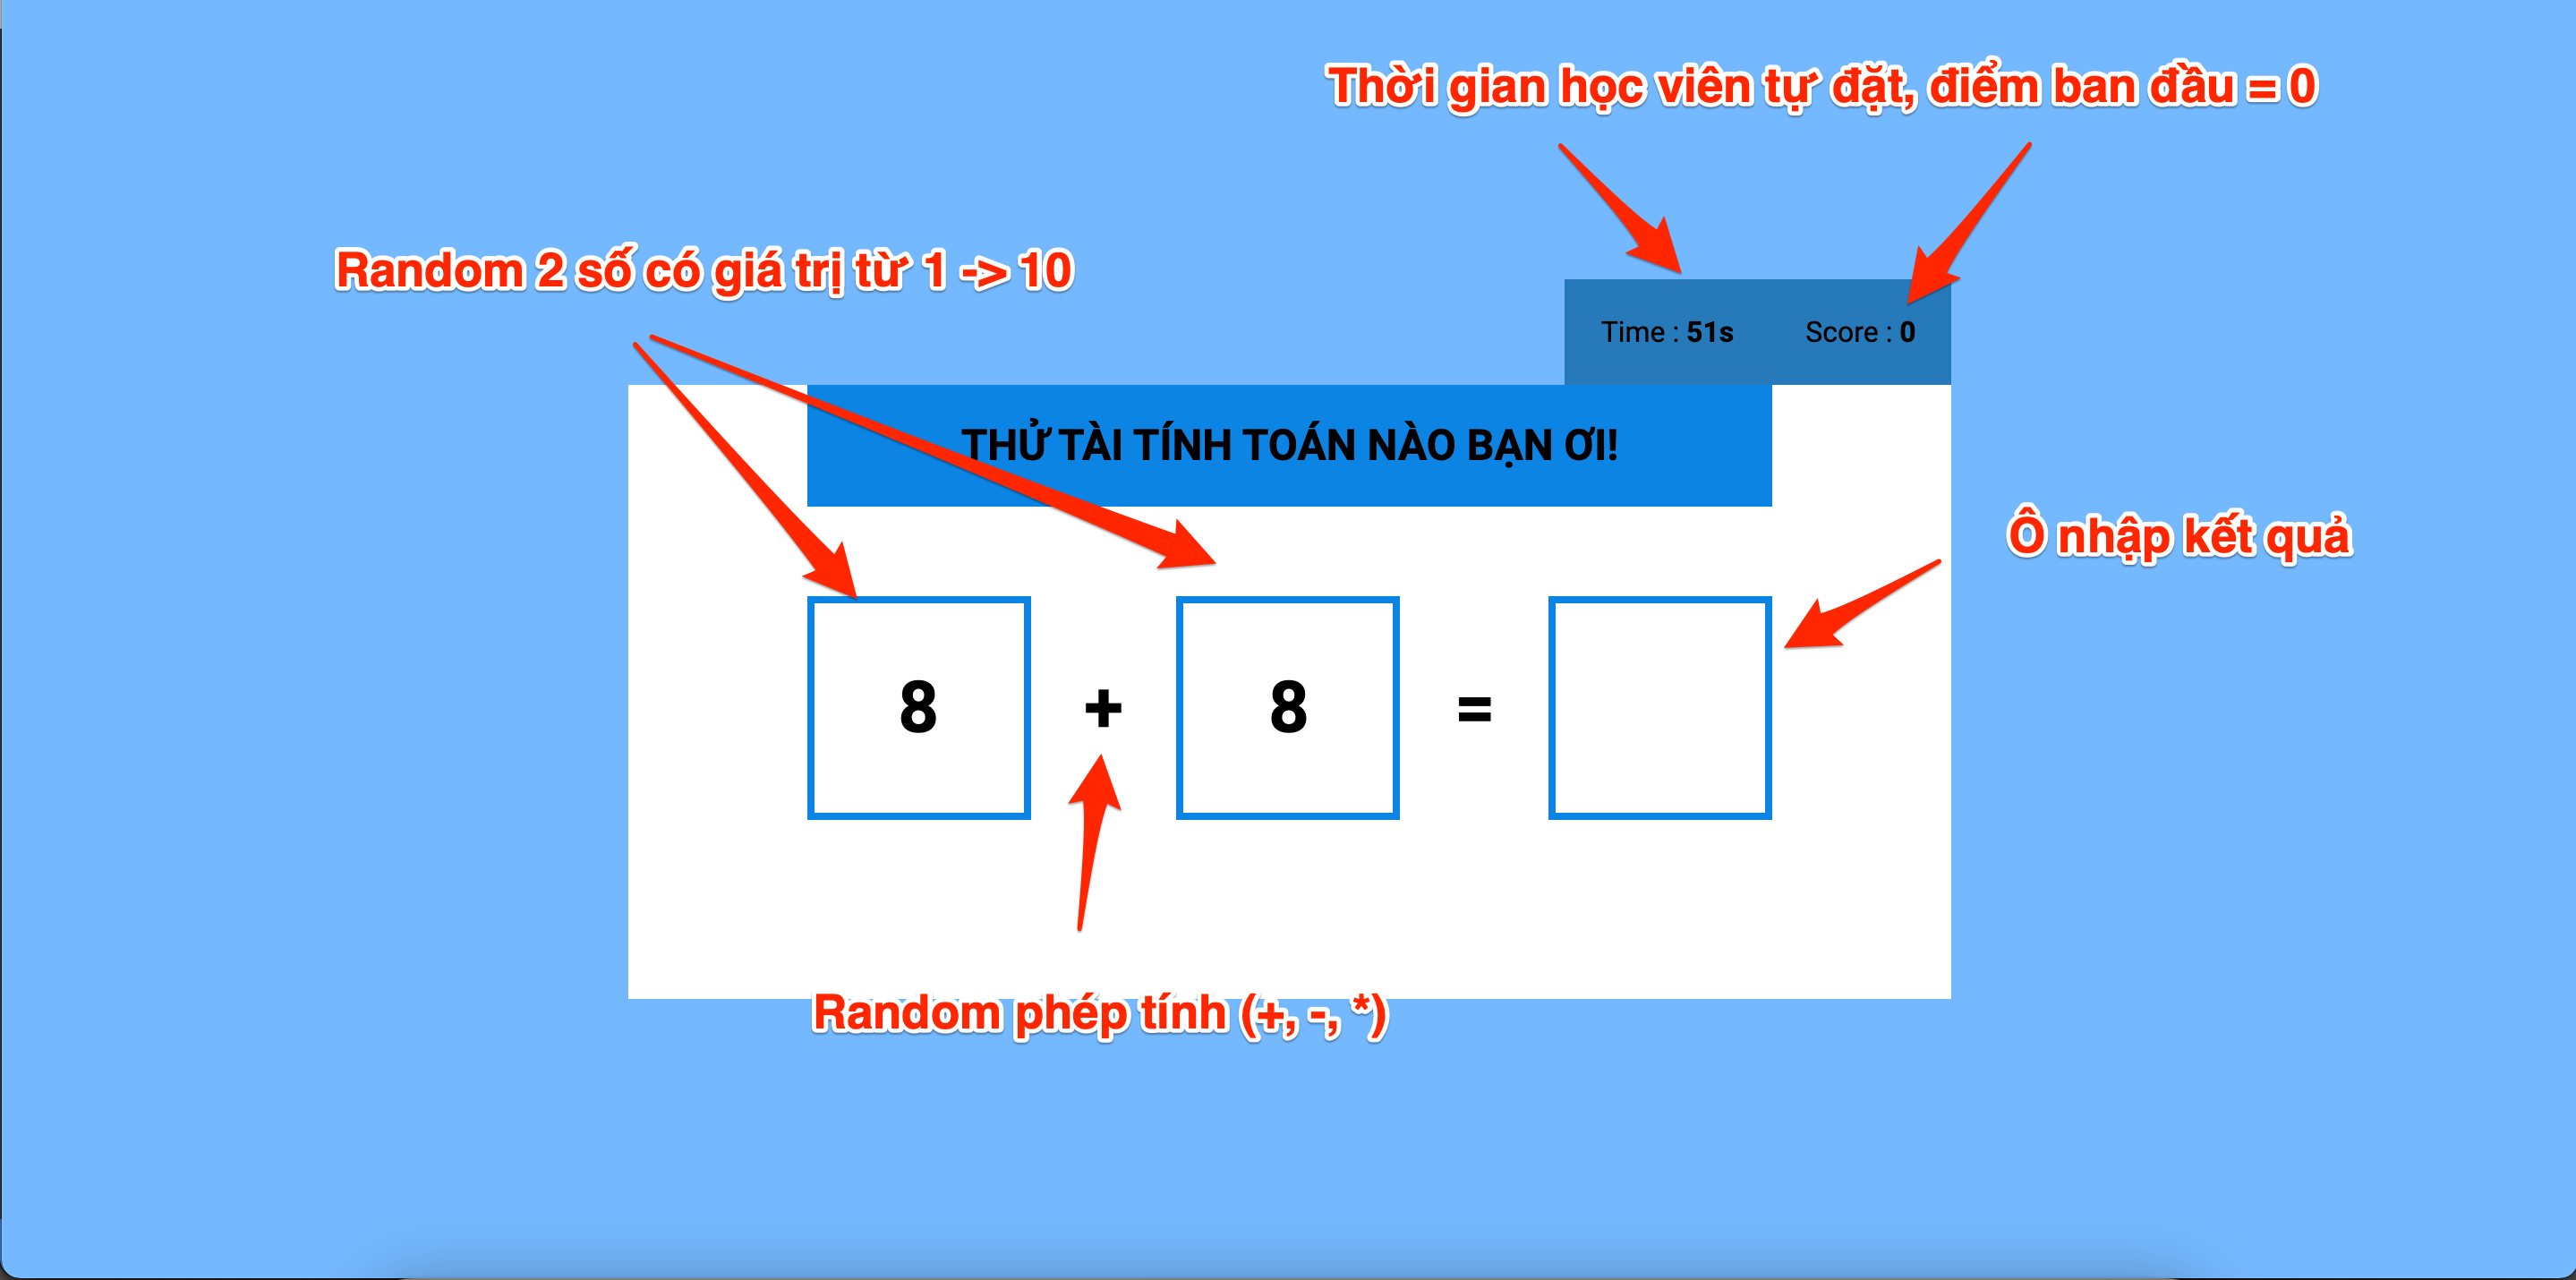 Thời gian học viên tự đặt, điểm ban đầu = 0
Random 2 số có giá trị từ 1 -> 10
Time : 51s Score : 0
THỬ TÀI TÍNH TOÁN NÀO BẠN ƠI!
Ô nhập kết quả
8 + 8 =
Random phép tính (+, -, *)